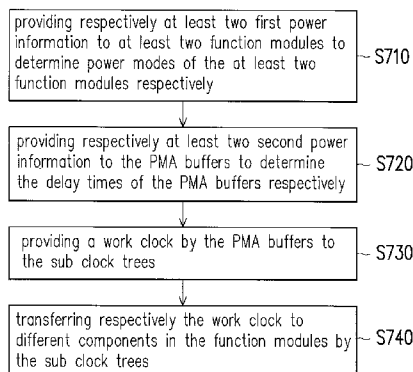 providing respectively at least two first power
information to at least two function modules to
determine power modes of the at least two
function modules respectively
S710
providing respectively at least two second power
information to the PMA buffers to determine
the delay times of the PMA buffers respectively
S720
providing a work clock by the PMA buffers to
the sub clock trees
S730
transferring respectively the work clock to
different components in the function modules by
the sub clock trees
S740